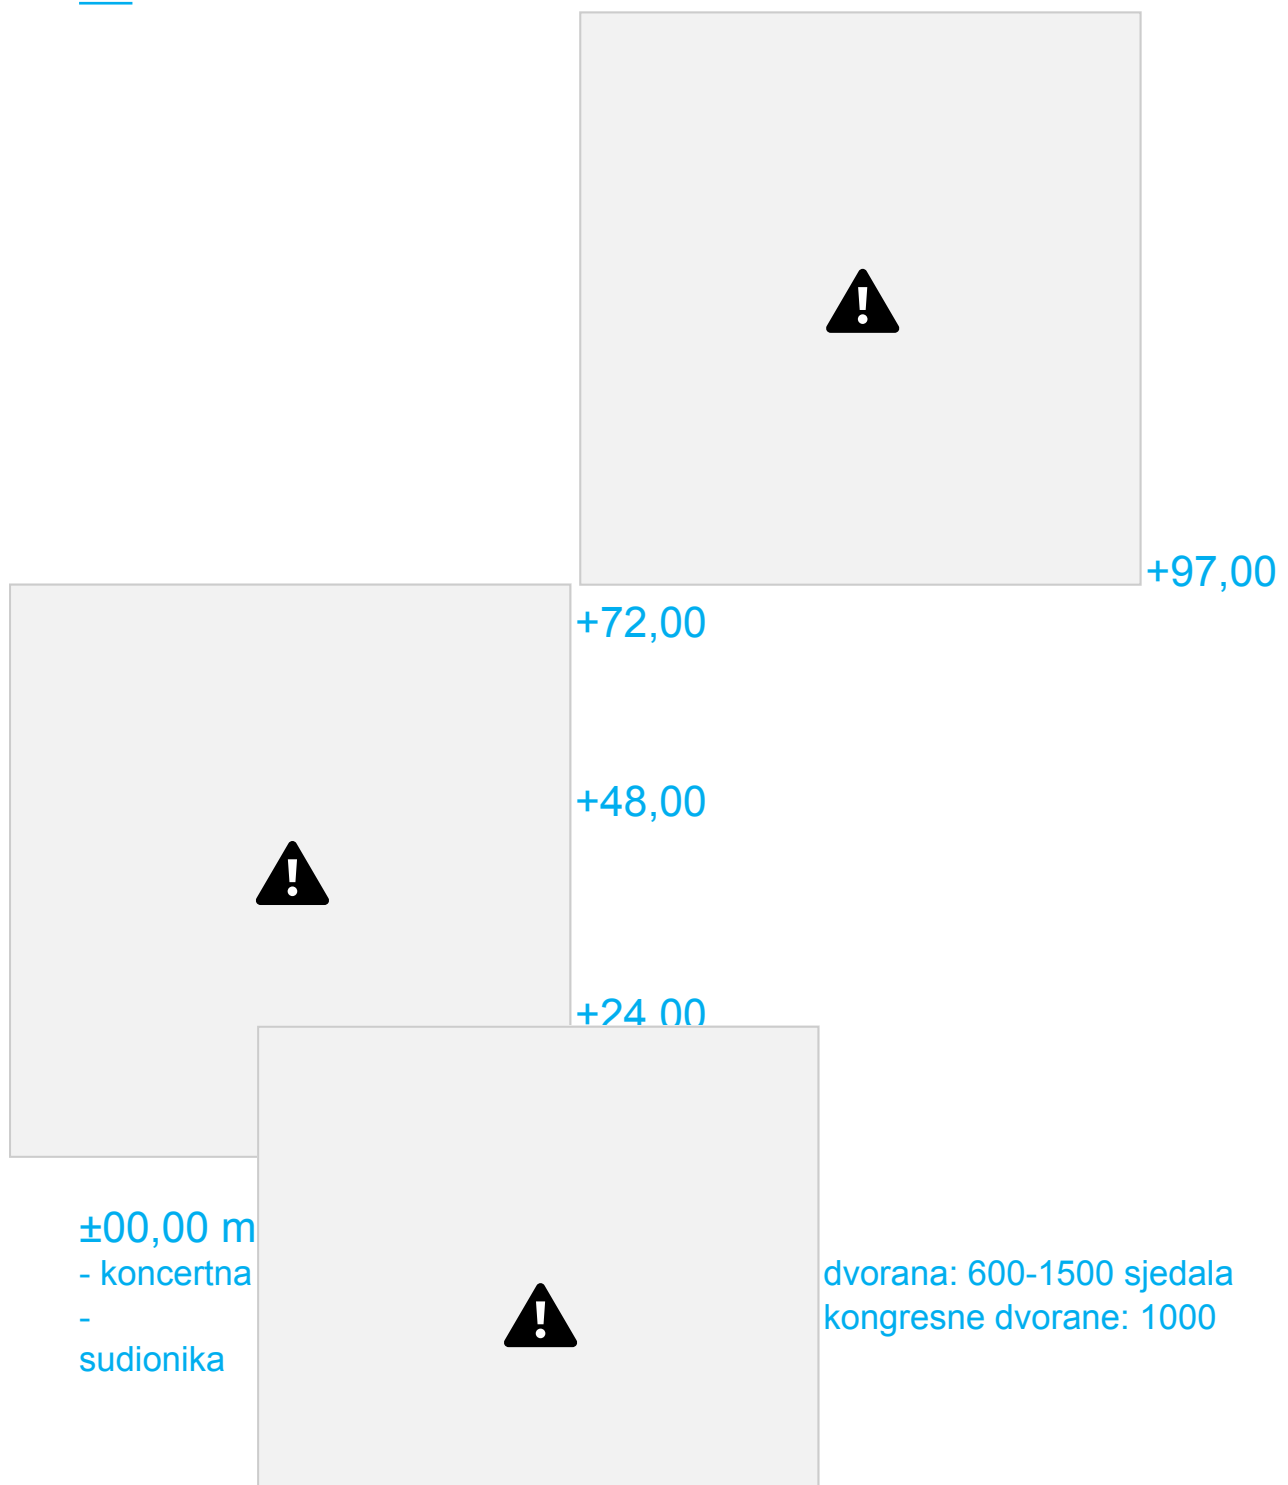 +97,00
+72,00
+48,00
+24,00
±00,00 m
- koncertna dvorana: 600-1500 sjedala
- kongresne dvorane: 1000
sudionika